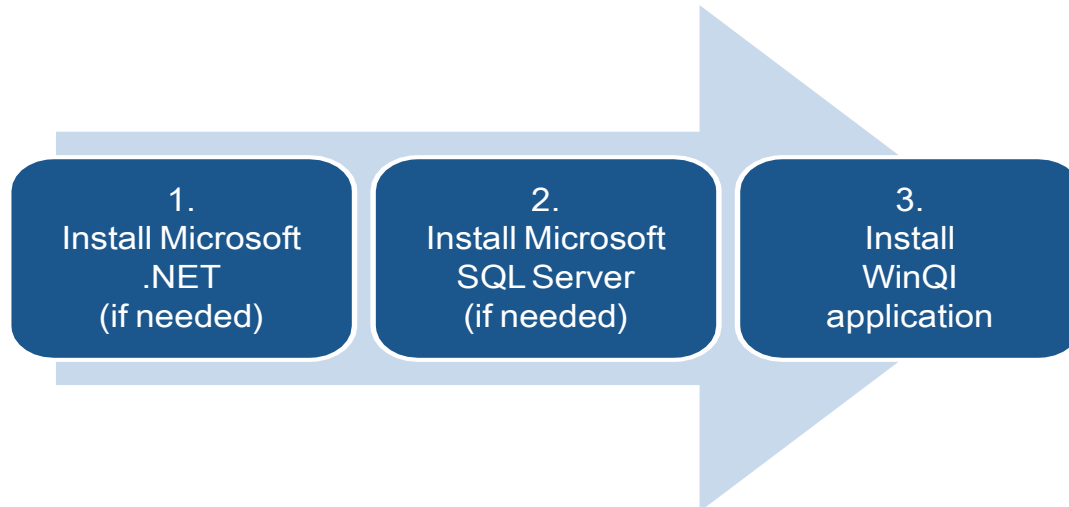 1.
Install Microsoft
.NET
(if needed)
2.
Install Microsoft
SQL Server
(if needed)
3.
Install
WinQI
application